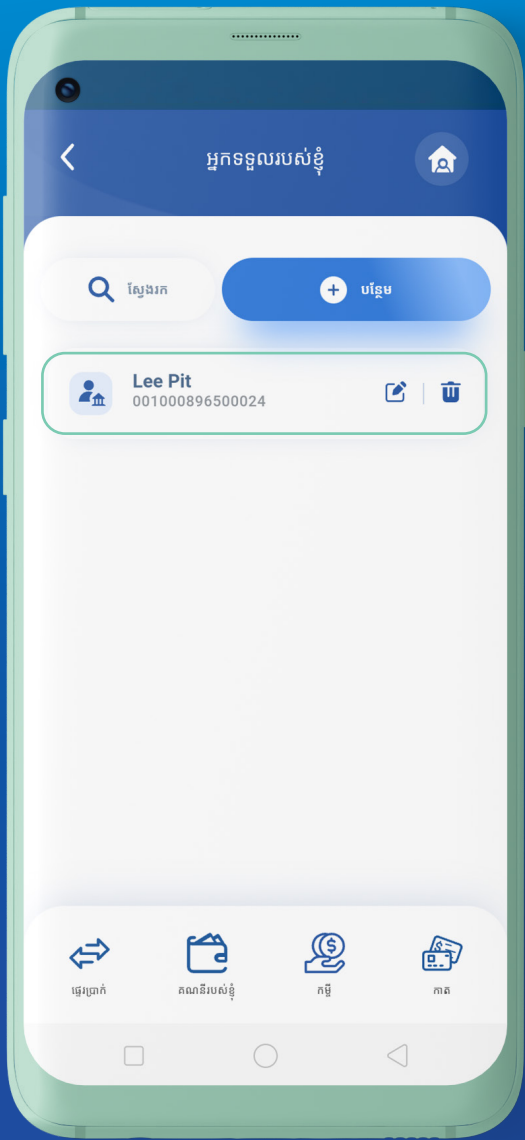 អ្នកទទួលរបស់ខ្ញុំ
ស្វែងរក
បន្ថែម
Lee Pit
001000896500024
ផ្ទេរប្រាក់
គណនីរបស់ខ្ញុំ
កម្ចី
កាត